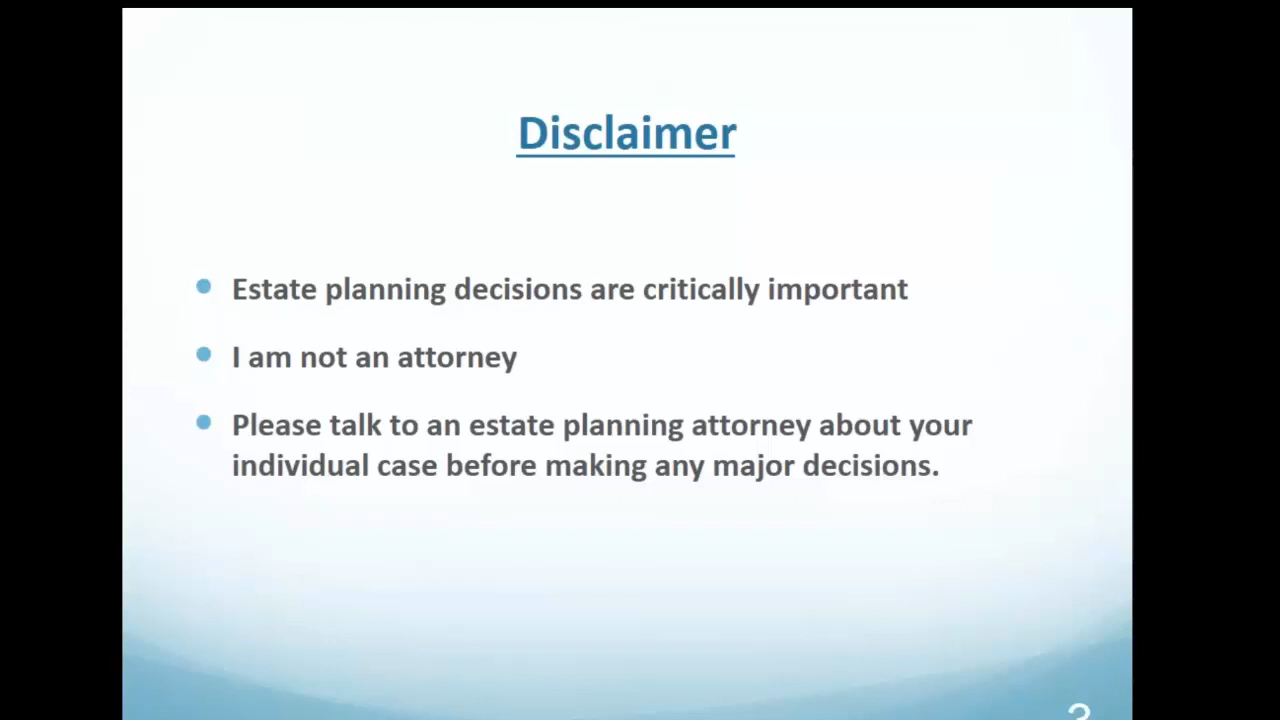 Disclaimer
Estate planning decisions are critically important
I am not an attorney
Please talk to an estate planning attorney about your
individual case before making any major decisions.